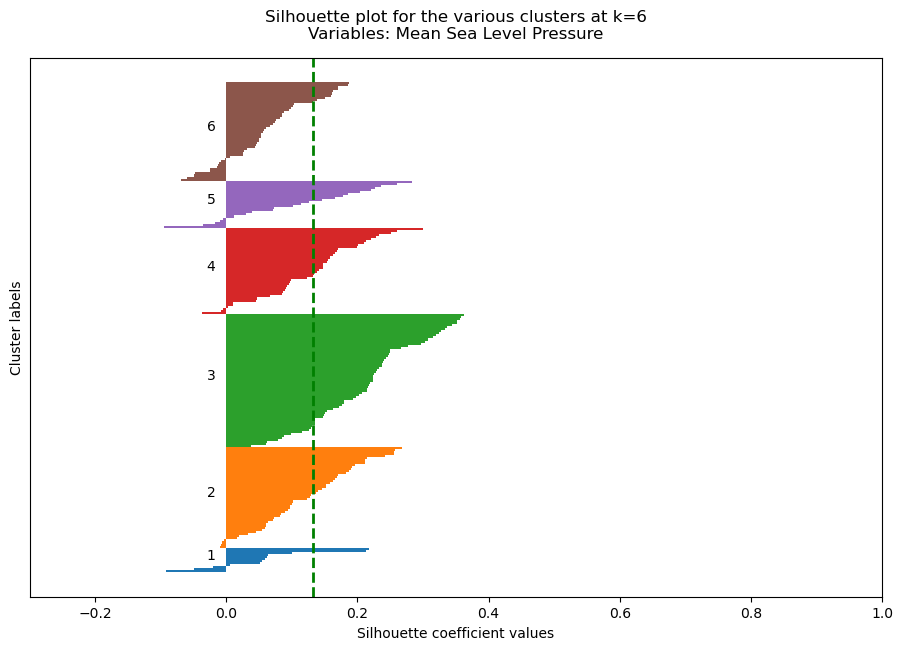 Silhouette plot for the various clusters at k=6
Variables: Mean Sea Level Pressure
Cluster labels
6
5
4
3
2
1
−0.2 0.0 0.2 0.4 0.6 0.8 1.0
Silhouette coefficient values